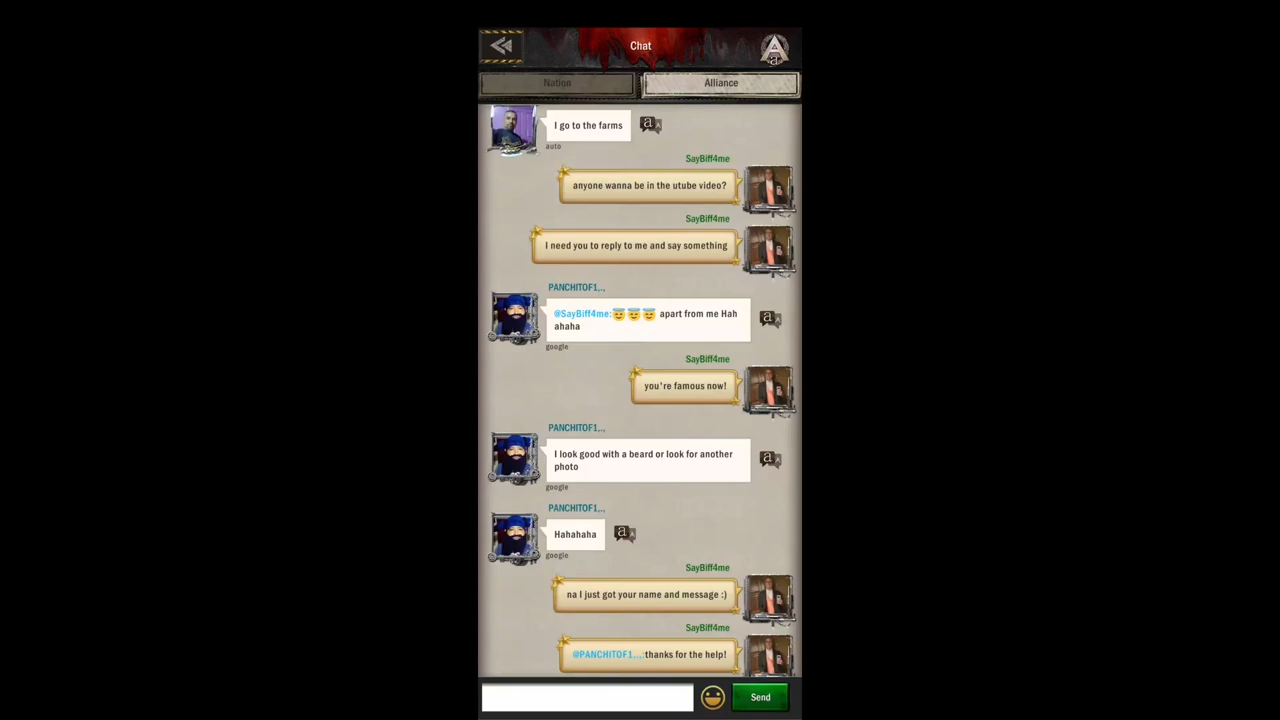 Chat
Nation
Alliance
I go to the farms
auto
SayBiff4me
anyone wanna be in the utube video?
SayBiff4me
I need you to reply to me and say something
PANCHITOF1,..,
@SayBiff4me:😇😇😇 apart from me Hah
ahaha
google
SayBiff4me
you're famous now!
PANCHITOF1,..,
I look good with a beard or look for another
photo
google
PANCHITOF1,..,
Hahahaha
google
SayBiff4me
na I just got your name and message :)
SayBiff4me
@PANCHITOF1,..,:thanks for the help!
Send